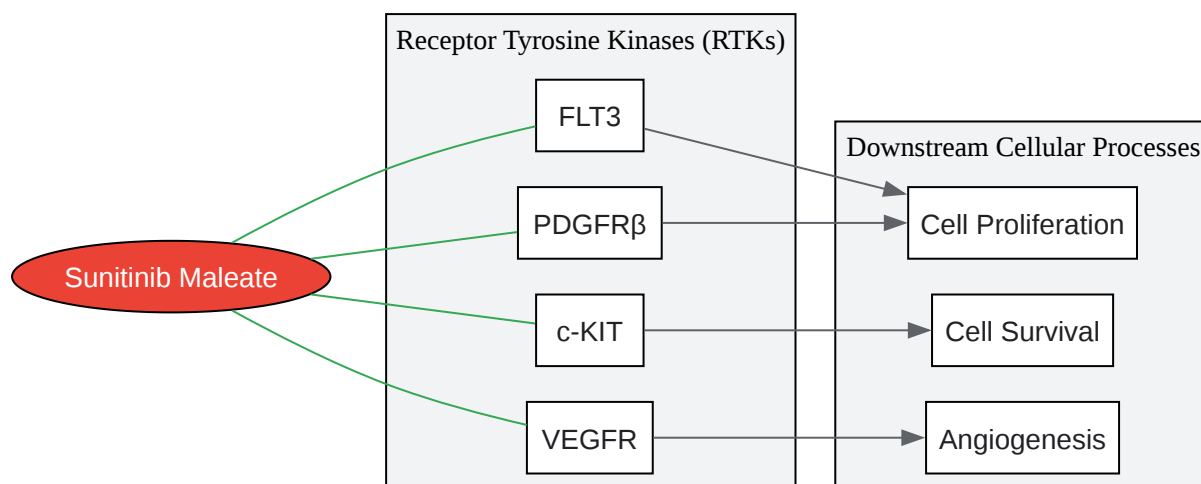 Receptor Tyrosine Kinases (RTKs)
FLT3
Downstream Cellular Processes
PDGFRβ
Cell Proliferation
Sunitinib Maleate
c-KIT
Cell Survival
VEGFR
Angiogenesis